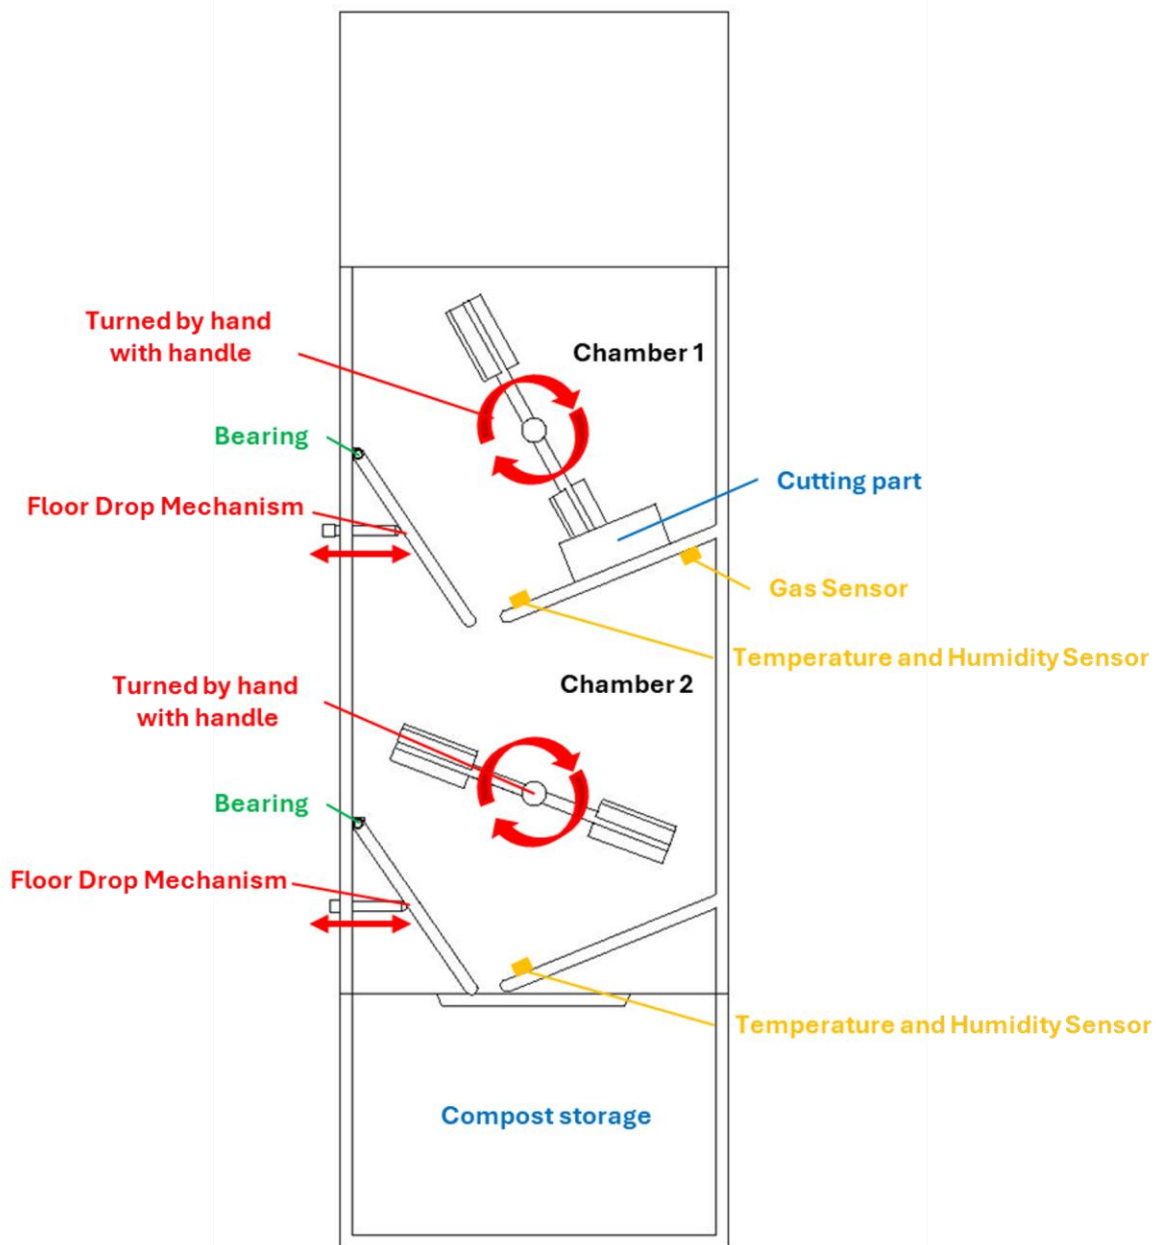 Turned by hand
with handle
Chamber 1
Bearing
Cutting part
Floor Drop Mechanism
Gas Sensor
Temperature and Humidity Sensor
Chamber 2
Turned by hand
with handle
Bearing
Floor Drop Mechanism
Temperature and Humidity Sensor
Compost storage